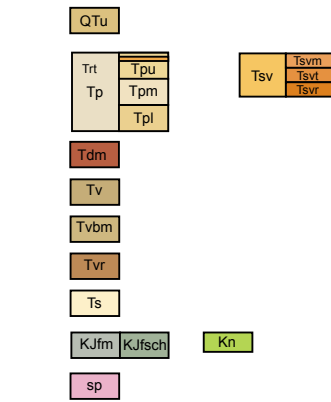 QTu
Trt
Tp
Tpu
Tpm
Tpl
Tsv
Tsvm
Tsvt
Tsvr
Tdm
Tv
Tvbm
Tvr
Ts
KJfm
KJfsch
Kn
sp